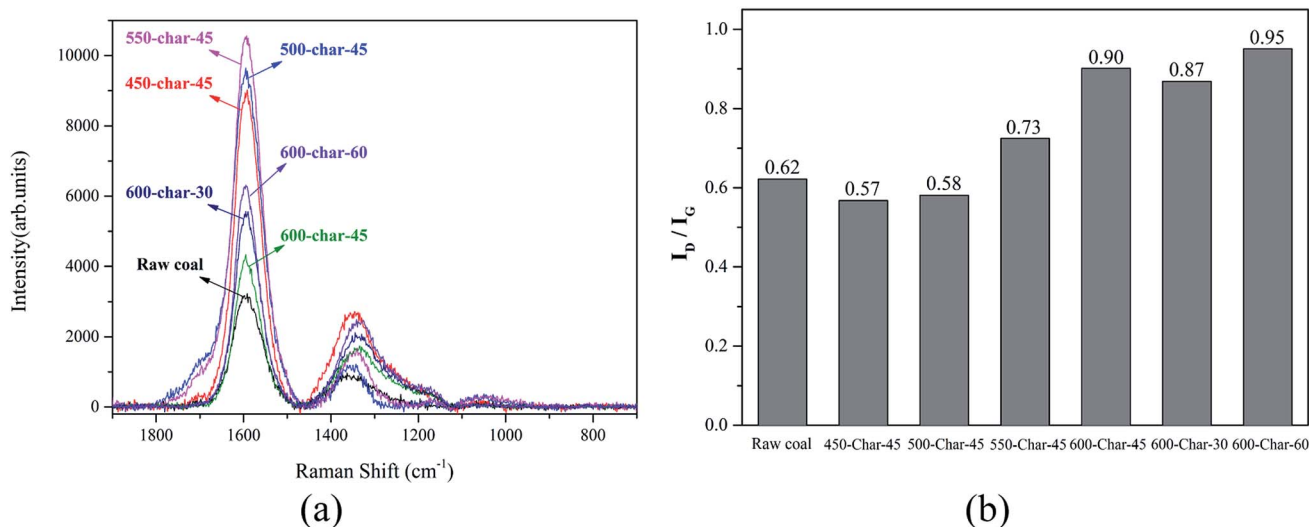 10000
8000
6000
4000
2000
0
Intensity(arb.units)
550-char-45
500-char-45
450-char-45
600-char-60
600-char-30
600-char-45
Raw coal
1800 1600 1400 1200 1000 800
Raman Shift (cm⁻¹)
(a)
1.0
0.8
0.6
0.4
0.2
0.0
I_D / I_G
0.62
0.57
0.58
0.73
0.90
0.87
0.95
Raw coal 450-Char-45 500-Char-45 550-Char-45 600-Char-45 600-Char-30 600-Char-60
(b)